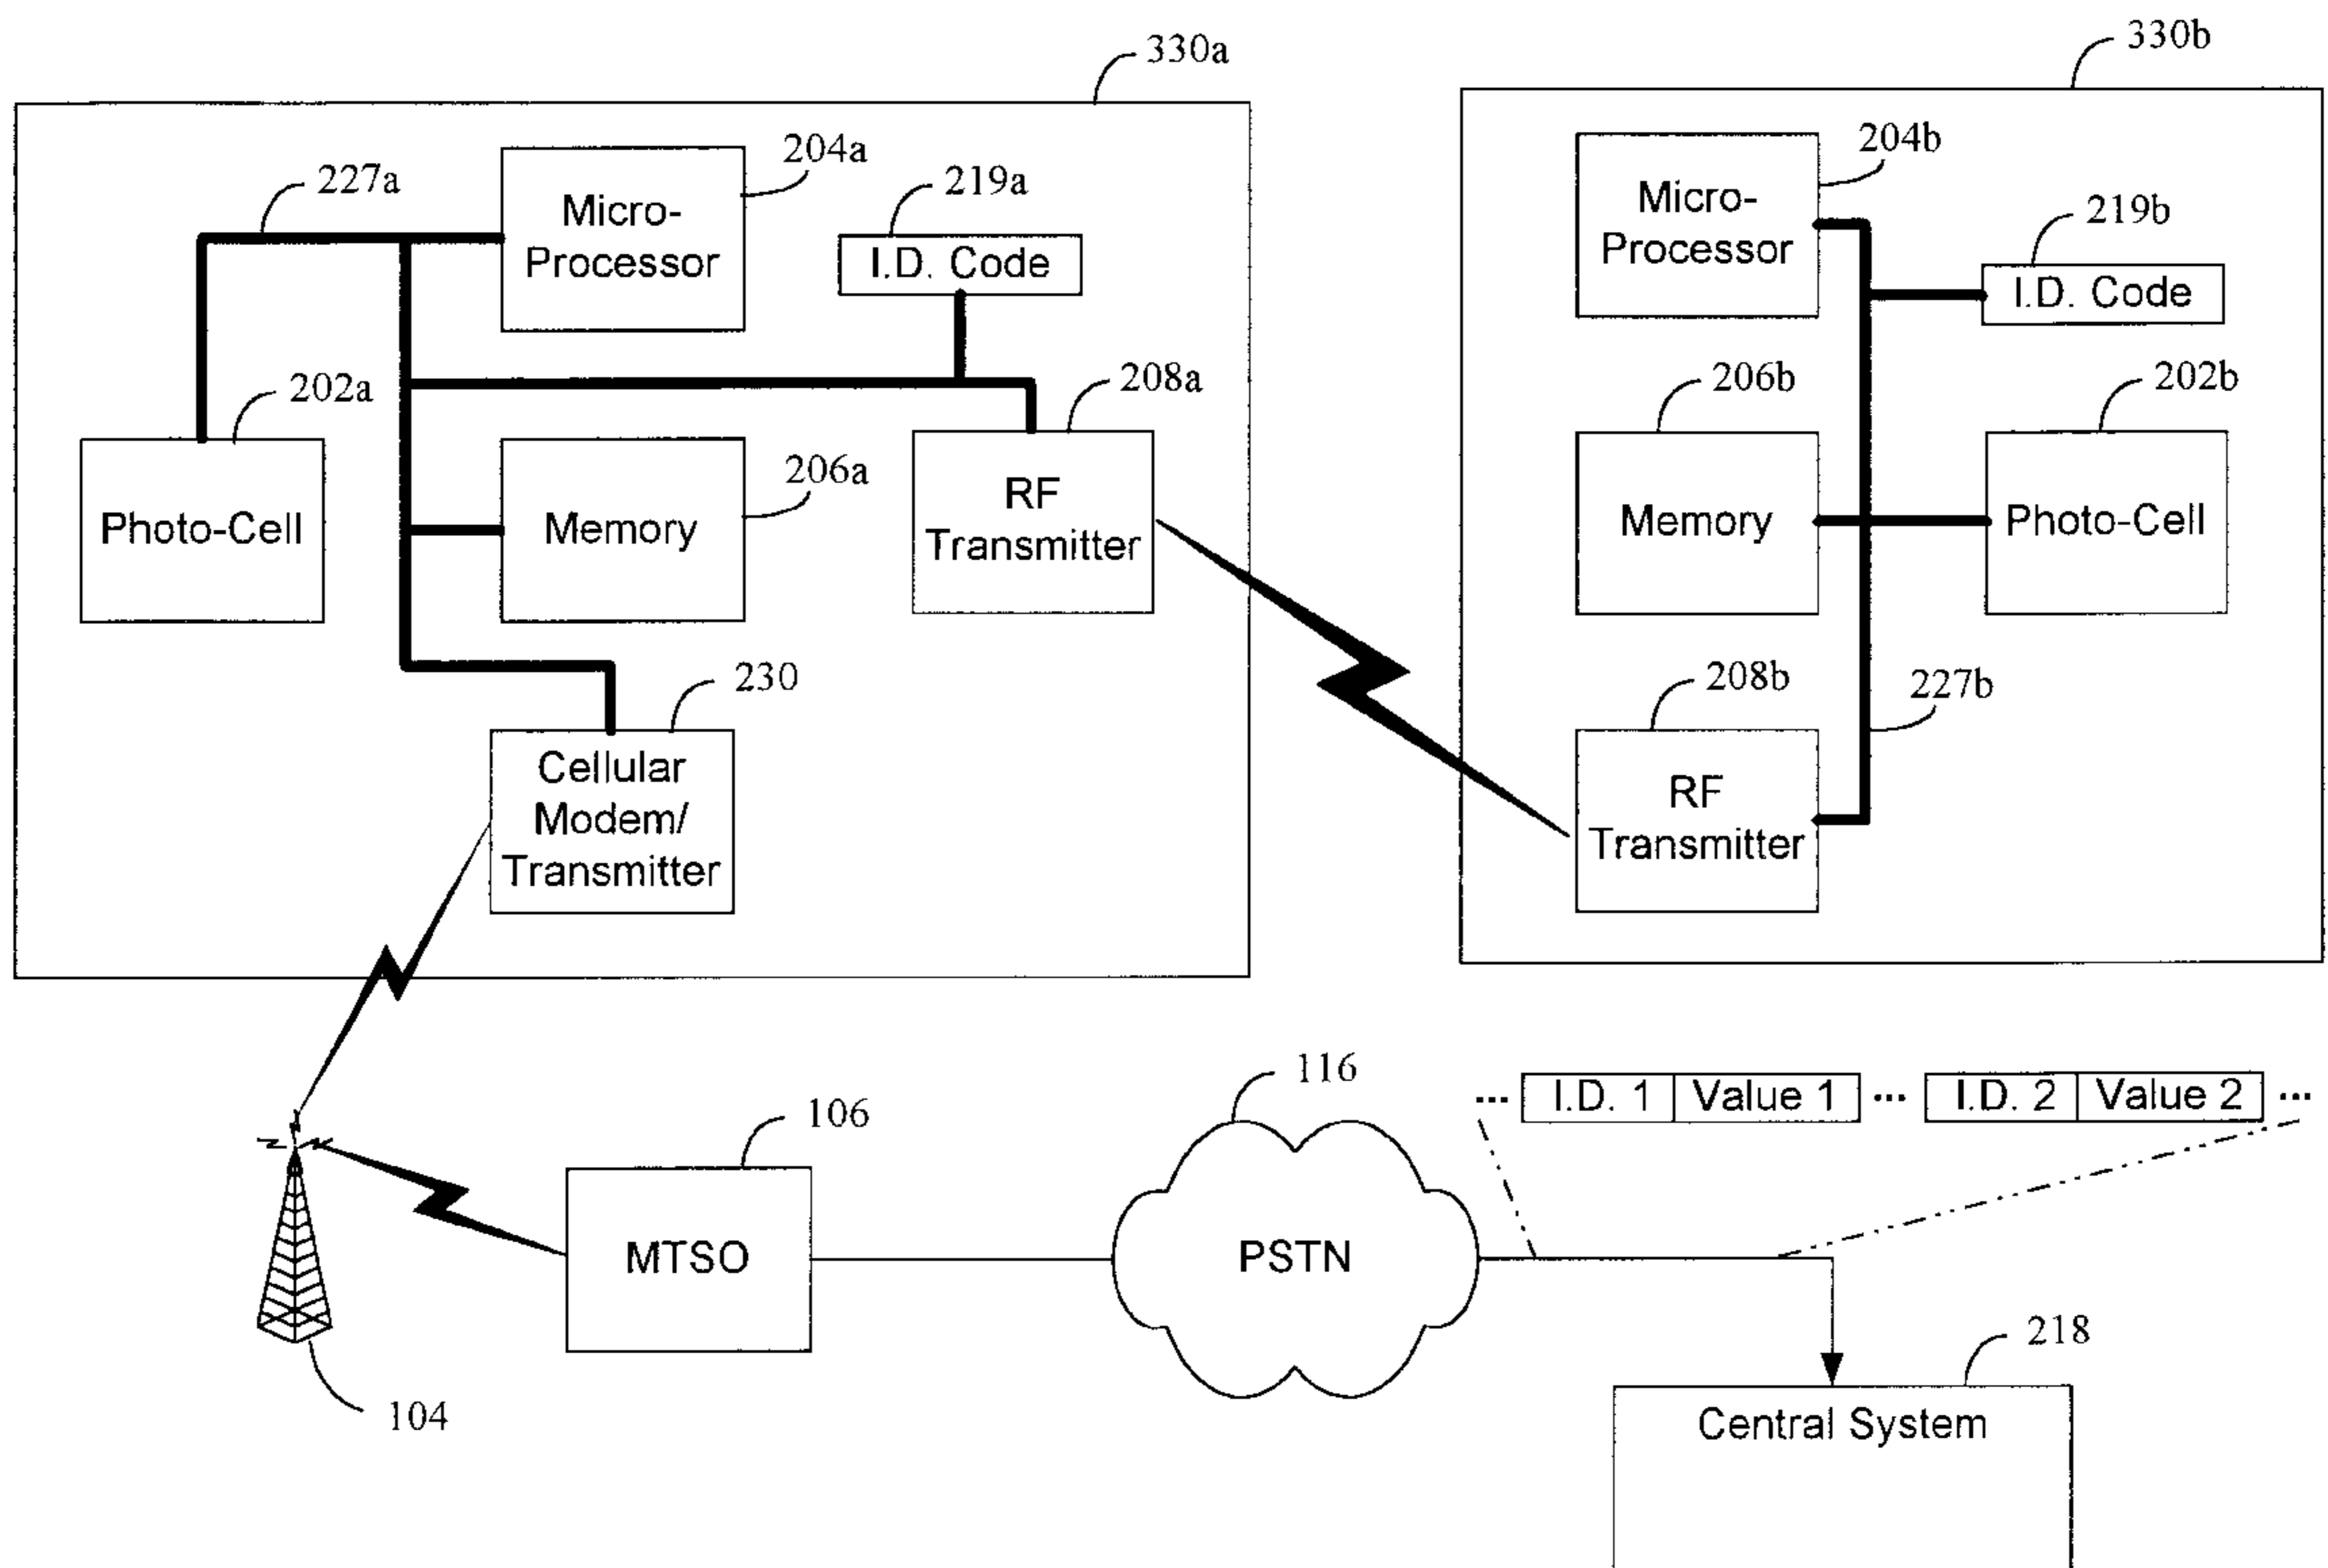 330a
330b
204a
204b
227a
219a
219b
Micro-
Processor
I.D. Code
Micro-
Processor
I.D. Code
202a
208a
206b
202b
206a
Photo-Cell
Memory
RF
Transmitter
Memory
Photo-Cell
230
208b
227b
Cellular
Modem/
Transmitter
RF
Transmitter
116
... I.D. 1 Value 1 ... I.D. 2 Value 2 ...
106
MTSO
PSTN
218
104
Central System